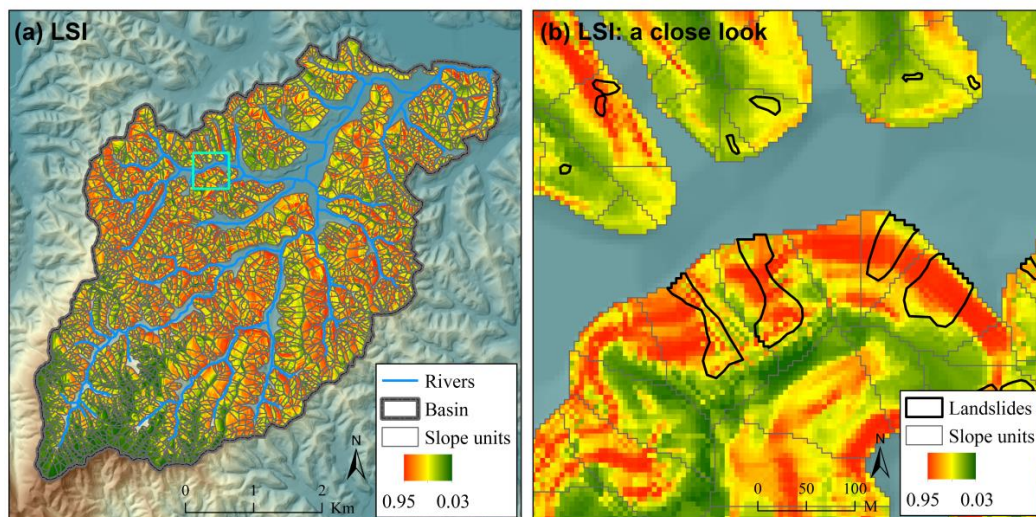 (a) LSI
Rivers
Basin
Slope units
0.95 0.03
N
0 1 2
Km
(b) LSI: a close look
Landslides
Slope units
0.95 0.03
N
0 50 100
M